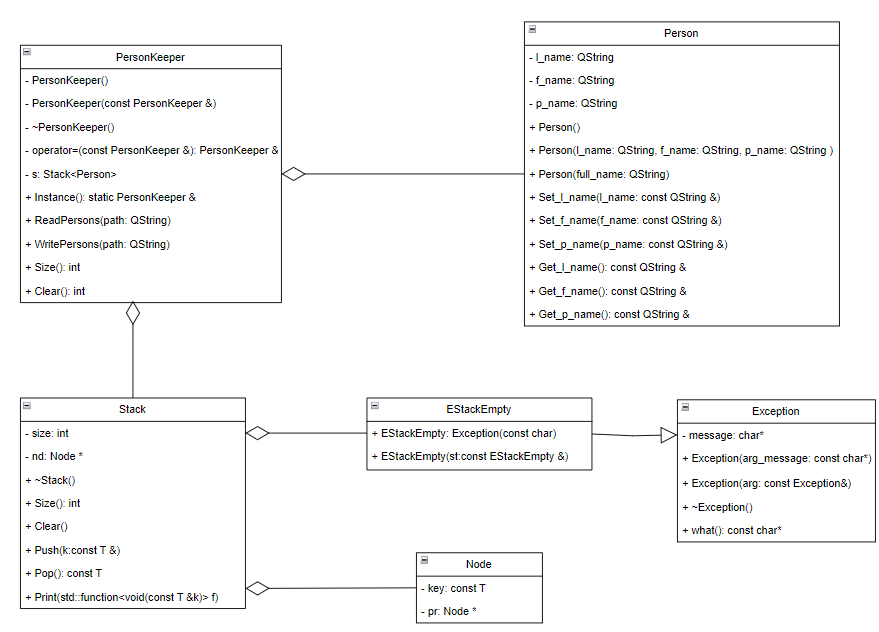 PersonKeeper
- PersonKeeper()
- PersonKeeper(const PersonKeeper &)
- ~PersonKeeper()
- operator=(const PersonKeeper &): PersonKeeper &
- s: Stack<Person>
+ Instance(): static PersonKeeper &
+ ReadPersons(path: QString)
+ WritePersons(path: QString)
+ Size(): int
+ Clear(): int
Person
- l_name: QString
- f_name: QString
- p_name: QString
+ Person()
+ Person(l_name: QString, f_name: QString, p_name: QString )
+ Person(full_name: QString)
+ Set_l_name(l_name: const QString &)
+ Set_f_name(f_name: const QString &)
+ Set_p_name(p_name: const QString &)
+ Get_l_name(): const QString &
+ Get_f_name(): const QString &
+ Get_p_name(): const QString &
Stack
- size: int
- nd: Node *
+ ~Stack()
+ Size(): int
+ Clear()
+ Push(k:const T &)
+ Pop(): const T
+ Print(std::function<void(const T &k)> f)
EStackEmpty
+ EStackEmpty: Exception(const char)
+ EStackEmpty(st:const EStackEmpty &)
Exception
- message: char*
+ Exception(arg_message: const char*)
+ Exception(arg: const Exception&)
+ ~Exception()
+ what(): const char*
Node
- key: const T
- pr: Node *